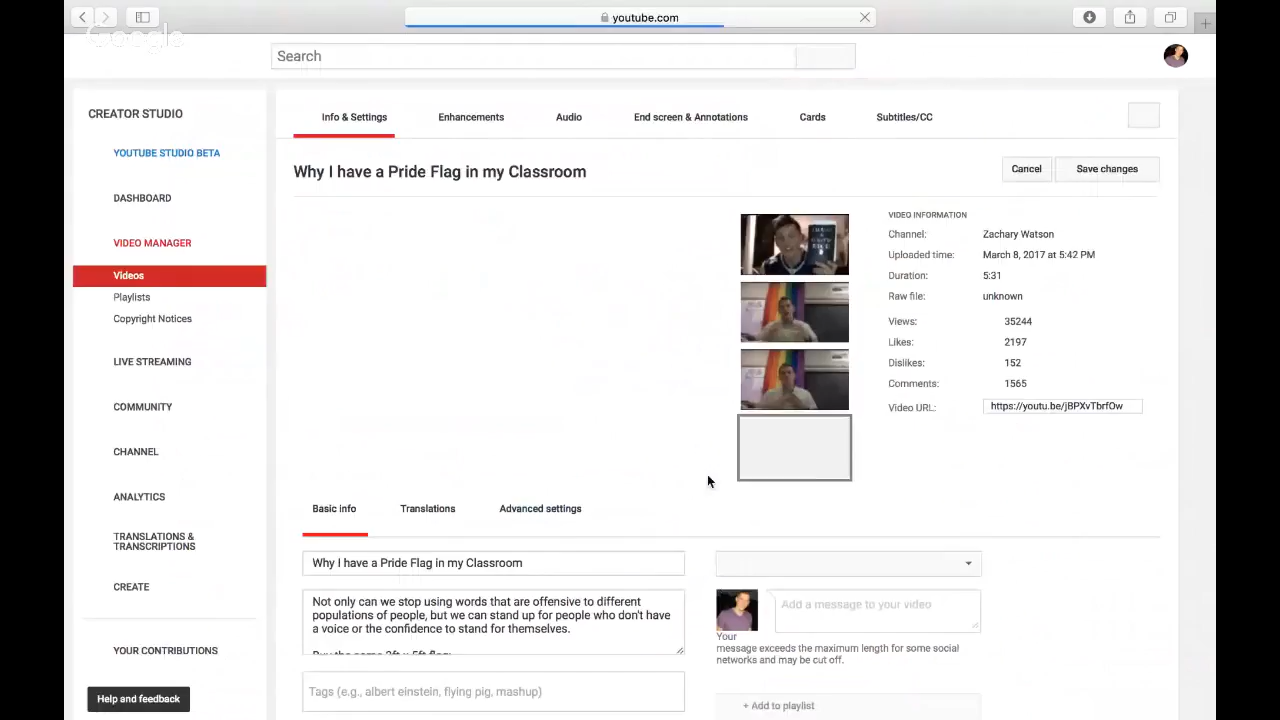 youtube.com
Google
Search
CREATOR STUDIO
YOUTUBE STUDIO BETA
DASHBOARD
VIDEO MANAGER
Videos
Playlists
Copyright Notices
LIVE STREAMING
COMMUNITY
CHANNEL
ANALYTICS
TRANSLATIONS &
TRANSCRIPTIONS
CREATE
YOUR CONTRIBUTIONS
Help and feedback
Info & Settings
Enhancements
Audio
End screen & Annotations
Cards
Subtitles/CC
Why I have a Pride Flag in my Classroom
Cancel
Save changes
VIDEO INFORMATION
Channel: Zachary Watson
Uploaded time: March 8, 2017 at 5:42 PM
Duration: 5:31
Raw file: unknown
Views: 35244
Likes: 2197
Dislikes: 152
Comments: 1565
Video URL: https://youtu.be/jBPXvTbrfOw
Basic info
Translations
Advanced settings
Why I have a Pride Flag in my Classroom
Not only can we stop using words that are offensive to different
populations of people, but we can stand up for people who don't have
a voice or the confidence to stand for themselves.
Buy the same 3ft x 5ft flag:
Tags (e.g., albert einstein, flying pig, mashup)
Add a message to your video
Your
message exceeds the maximum length for some social
networks and may be cut off.
+ Add to playlist